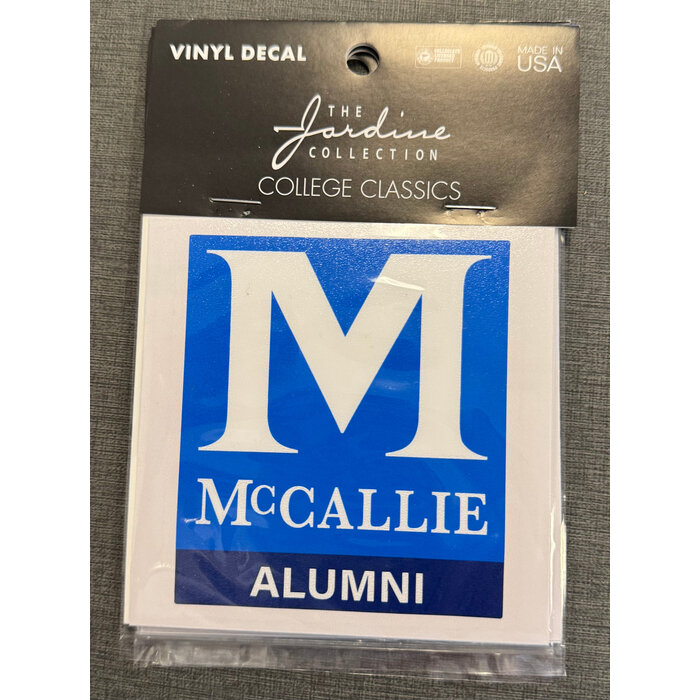 VINYL DECAL
MADE IN
USA
THE
Jardine
COLLECTION
COLLEGE CLASSICS
M
McCALLIE
ALUMNI